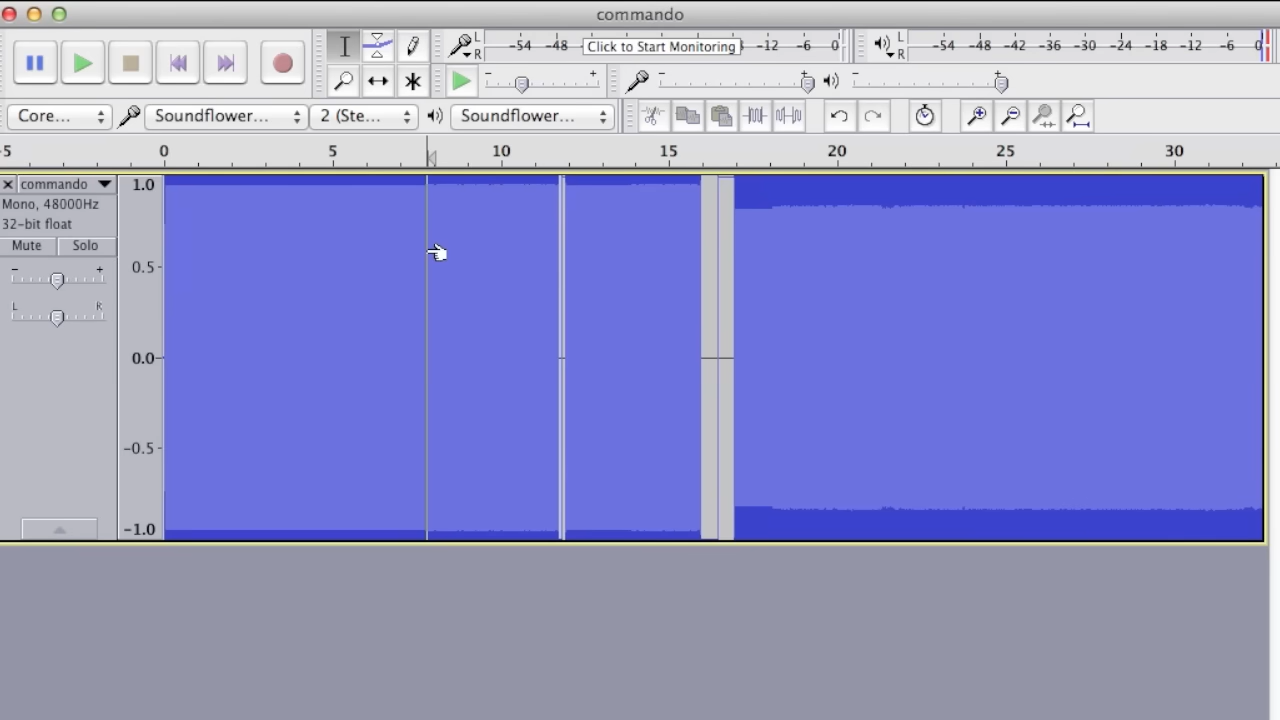 commando
L
R
-54 -48 Click to Start Monitoring -12 -6 0
L
R
-54 -48 -42 -36 -30 -24 -18 -12 -6 0
- + - + - +
Core... Soundflower... 2 (Ste... Soundflower...
0 5 10 15 20 25 30
commando
Mono, 48000Hz
32-bit float
Mute Solo
- +
L R
1.0
0.5-
0.0-
-0.5-
-1.0